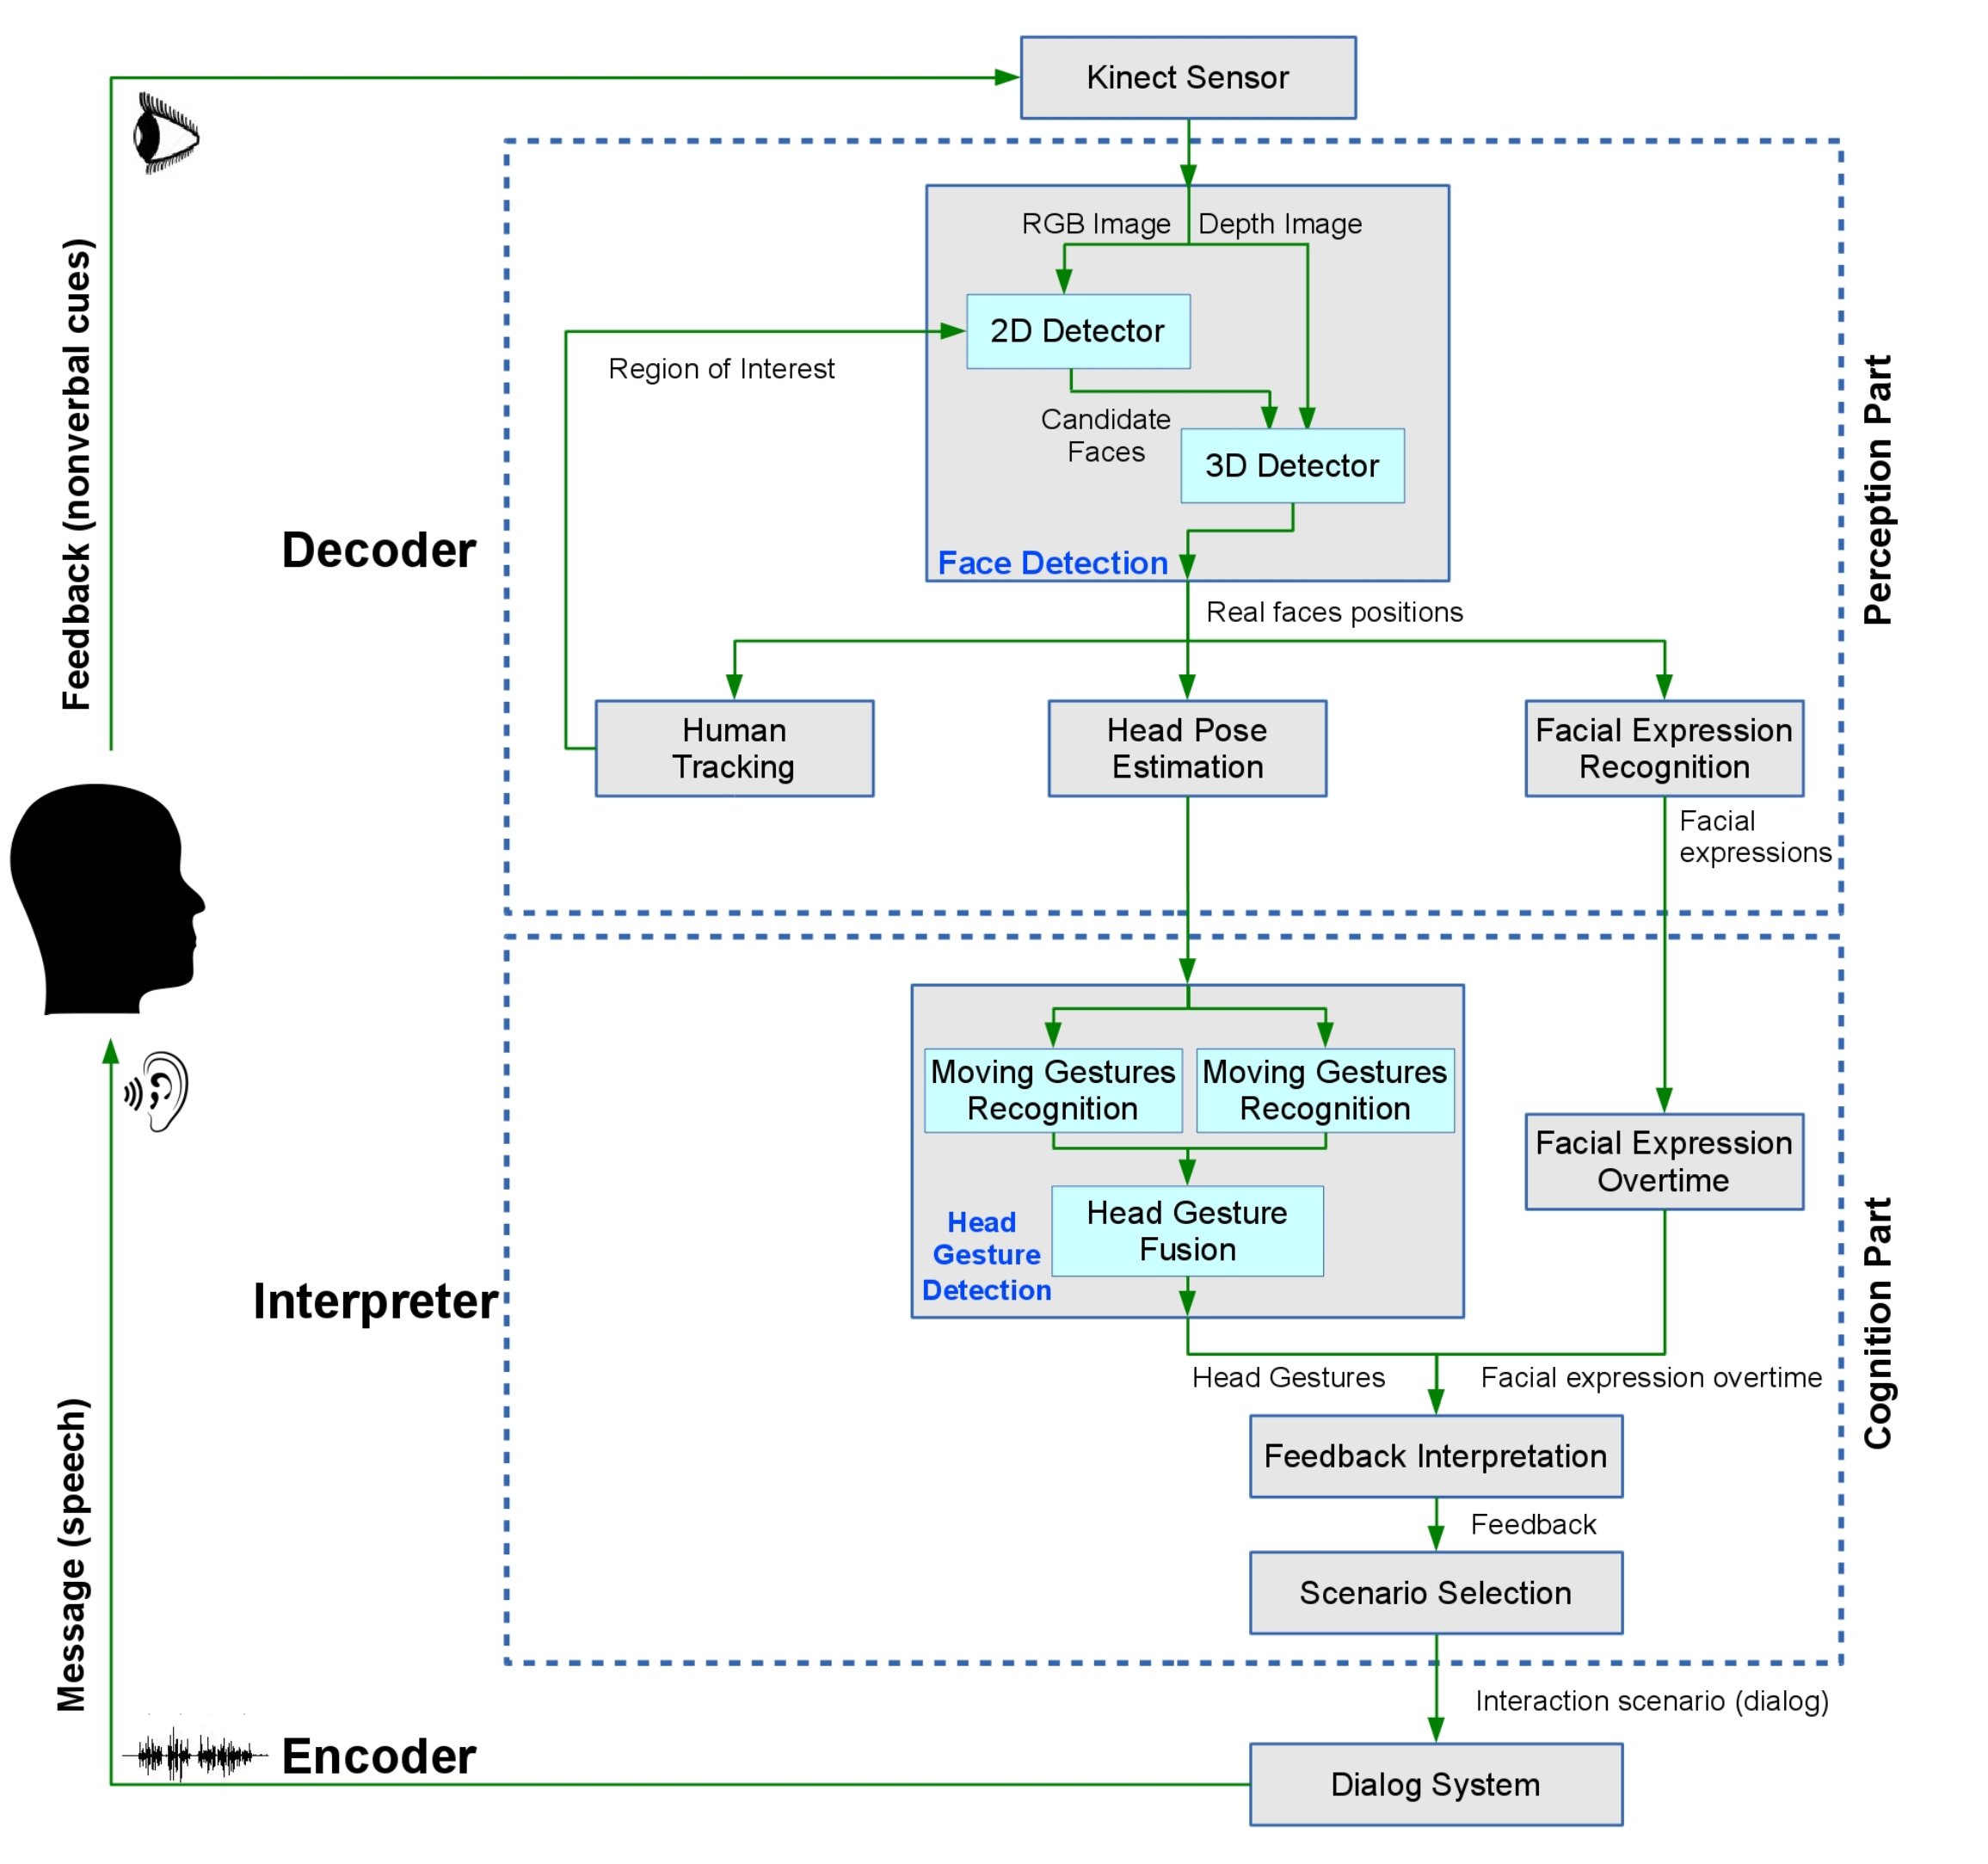 Kinect Sensor
RGB Image
Depth Image
2D Detector
Region of Interest
Candidate
Faces
3D Detector
Face Detection
Decoder
Feedback (nonverbal cues)
Perception Part
Real faces positions
Human
Tracking
Head Pose
Estimation
Facial Expression
Recognition
Facial
expressions
Moving Gestures
Recognition
Moving Gestures
Recognition
Facial Expression
Overtime
Head Gesture
Fusion
Head
Gesture
Detection
Interpreter
Cognition Part
Head Gestures
Facial expression overtime
Feedback Interpretation
Feedback
Scenario Selection
Message (speech)
Interaction scenario (dialog)
Encoder
Dialog System